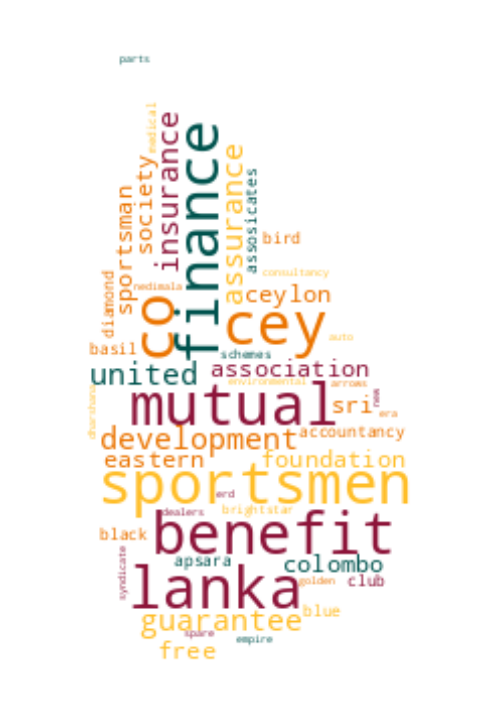 parts
medical
finance
insurance
society
assurance
assosicates
sportsman
bird
consultancy
diamond
nedimala
ceylon
co
cey
auto
basil
schemes
association
united
environmental
arrows
dharshana
mutual
new
sri
era
development
accountancy
eastern
foundation
sportsmen
erd
brightstar
dealers
benefit
black
apsara
colombo
syndicate
lanka
golden
club
guarantee
blue
spare
empire
free